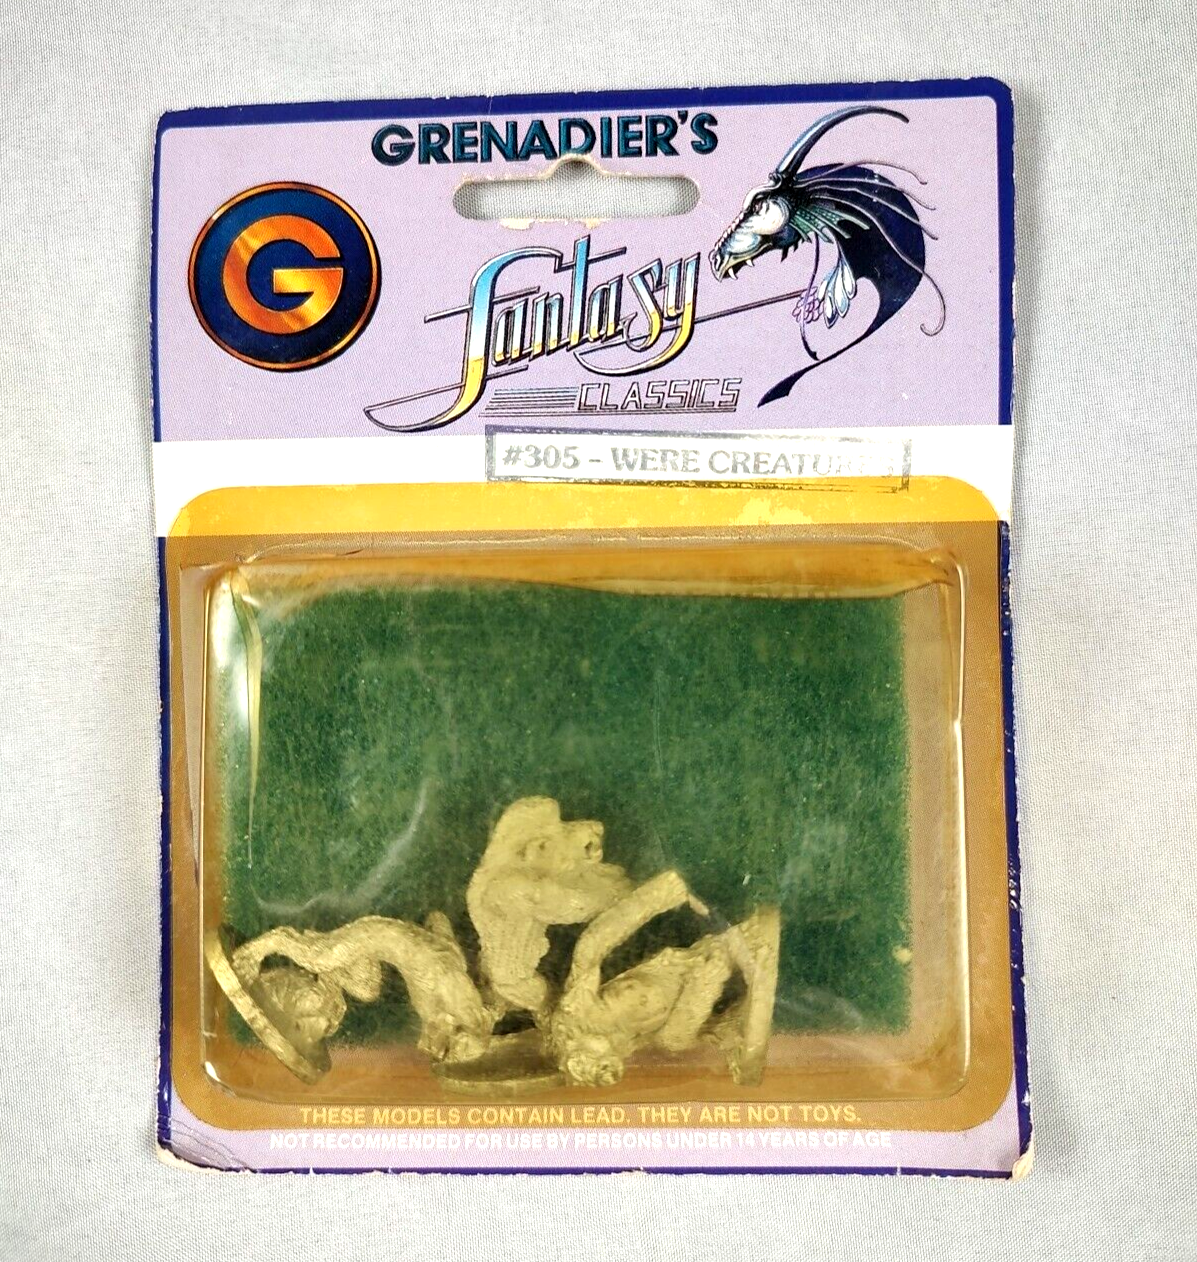 GRENADIER'S
G
fantasy
CLASSICS
#305 - WERE CREATURES
THESE MODELS CONTAIN LEAD. THEY ARE NOT TOYS.
NOT RECOMMENDED FOR USE BY PERSONS UNDER 14 YEARS OF AGE